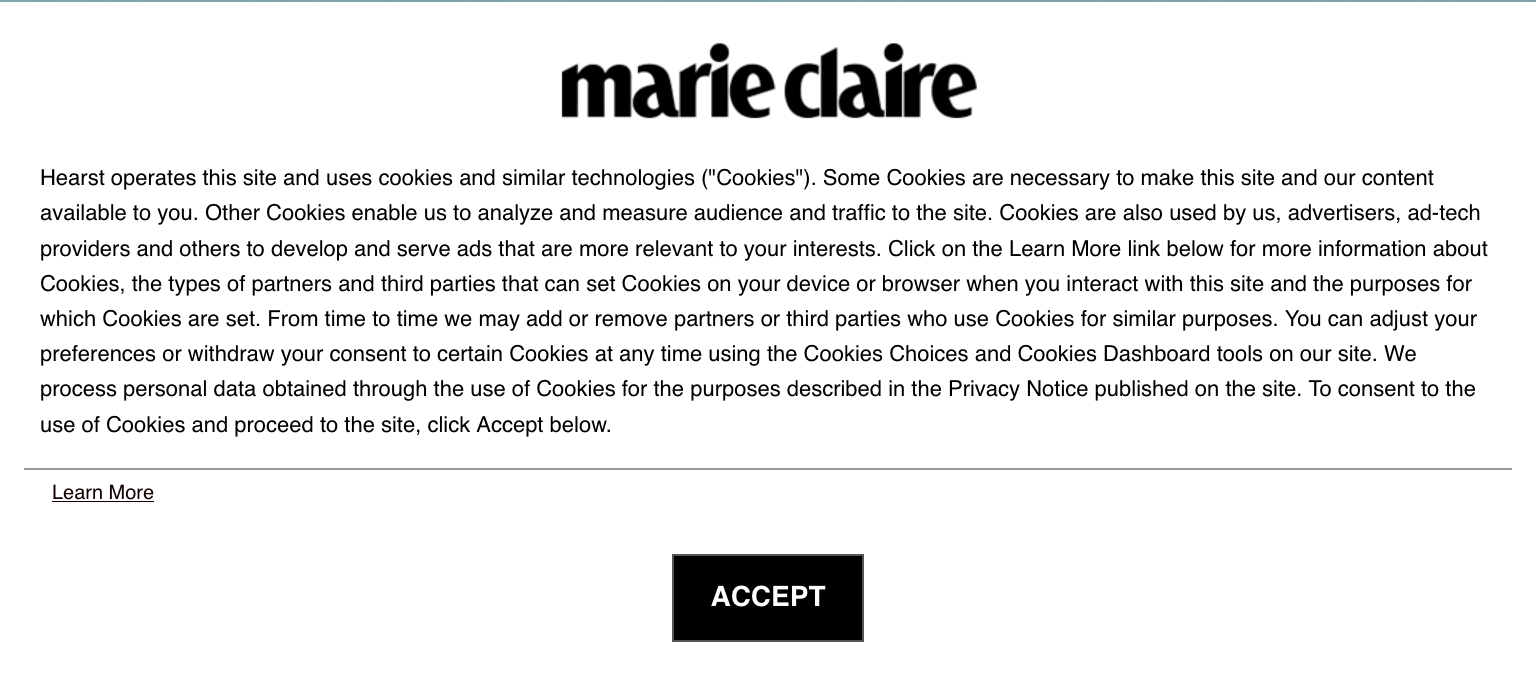 marie claire
Hearst operates this site and uses cookies and similar technologies ("Cookies"). Some Cookies are necessary to make this site and our content
available to you. Other Cookies enable us to analyze and measure audience and traffic to the site. Cookies are also used by us, advertisers, ad-tech
providers and others to develop and serve ads that are more relevant to your interests. Click on the Learn More link below for more information about
Cookies, the types of partners and third parties that can set Cookies on your device or browser when you interact with this site and the purposes for
which Cookies are set. From time to time we may add or remove partners or third parties who use Cookies for similar purposes. You can adjust your
preferences or withdraw your consent to certain Cookies at any time using the Cookies Choices and Cookies Dashboard tools on our site. We
process personal data obtained through the use of Cookies for the purposes described in the Privacy Notice published on the site. To consent to the
use of Cookies and proceed to the site, click Accept below.
Learn More
ACCEPT